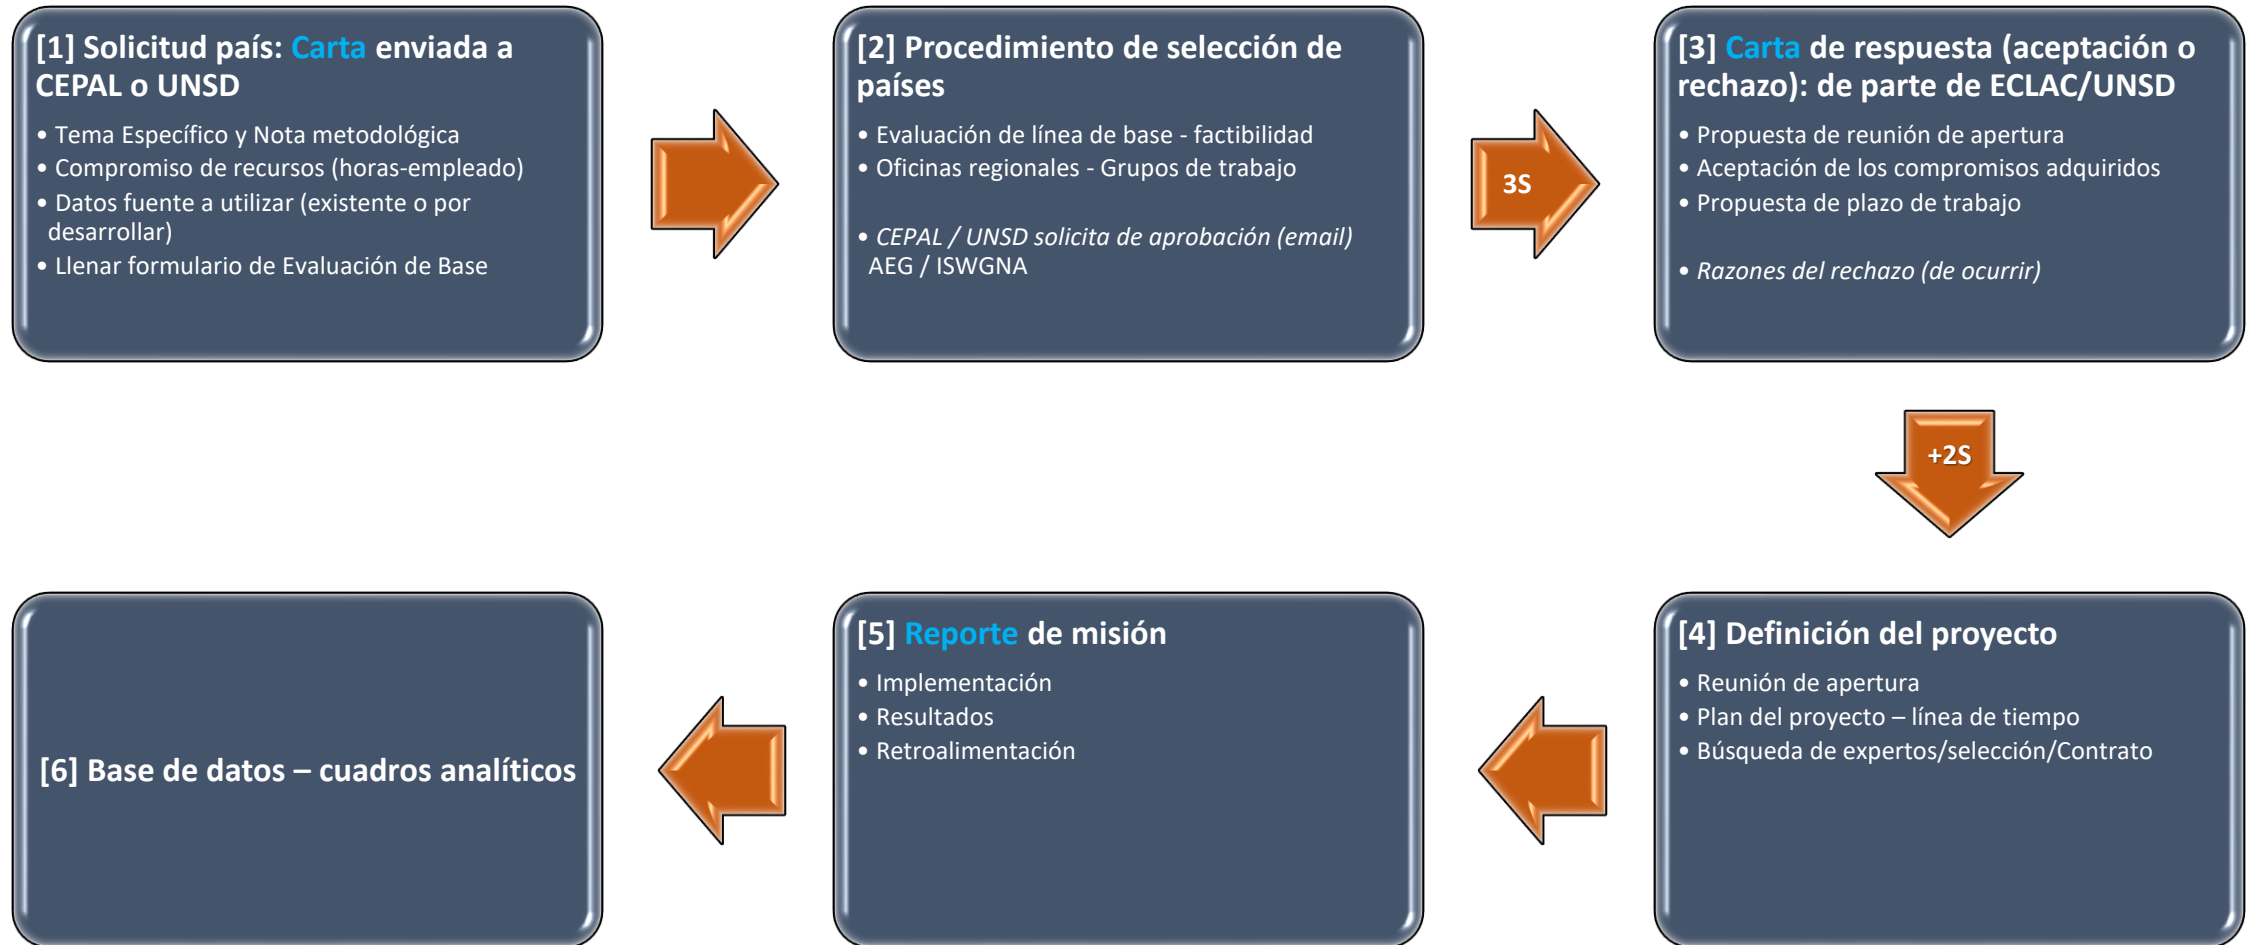 [1] Solicitud país: Carta enviada a
CEPAL o UNSD
• Tema Específico y Nota metodológica
• Compromiso de recursos (horas-empleado)
• Datos fuente a utilizar (existente o por
desarrollar)
• Llenar formulario de Evaluación de Base
[2] Procedimiento de selección de
países
• Evaluación de línea de base - factibilidad
• Oficinas regionales - Grupos de trabajo
• CEPAL / UNSD solicita de aprobación (email)
AEG / ISWGNA
3S
[3] Carta de respuesta (aceptación o
rechazo): de parte de ECLAC/UNSD
• Propuesta de reunión de apertura
• Aceptación de los compromisos adquiridos
• Propuesta de plazo de trabajo
• Razones del rechazo (de ocurrir)
+2S
[4] Definición del proyecto
• Reunión de apertura
• Plan del proyecto – línea de tiempo
• Búsqueda de expertos/selección/Contrato
[5] Reporte de misión
• Implementación
• Resultados
• Retroalimentación
[6] Base de datos – cuadros analíticos